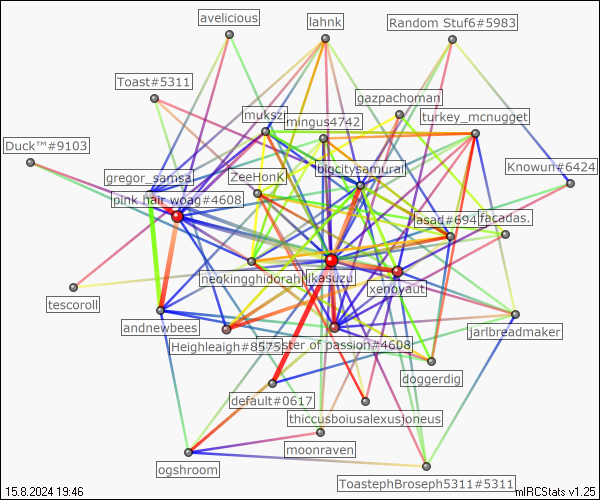 avelicious
lahnk
Random Stuf6#5983
Toast#5311
gazpachoman
muksz
mingus4742
turkey_mcnugget
Duck™#9103
bigcitysamurai
Knowun#6424
gregor_samsa
ZeeHonK
pink hair woag#4608
lasad#694
facadas.
neokingghidorah
likasuzu
xenoyaut
tescoroll
andnewbees
jarlbreadmaker
Heighleaigh#8575
ster of passion#4608
doggerdig
default#0617
thiccusboiusalexusjoneus
moonraven
ogshroom
ToastephBroseph5311#5311
15.8.2024 19:46
mIRCStats v1.25